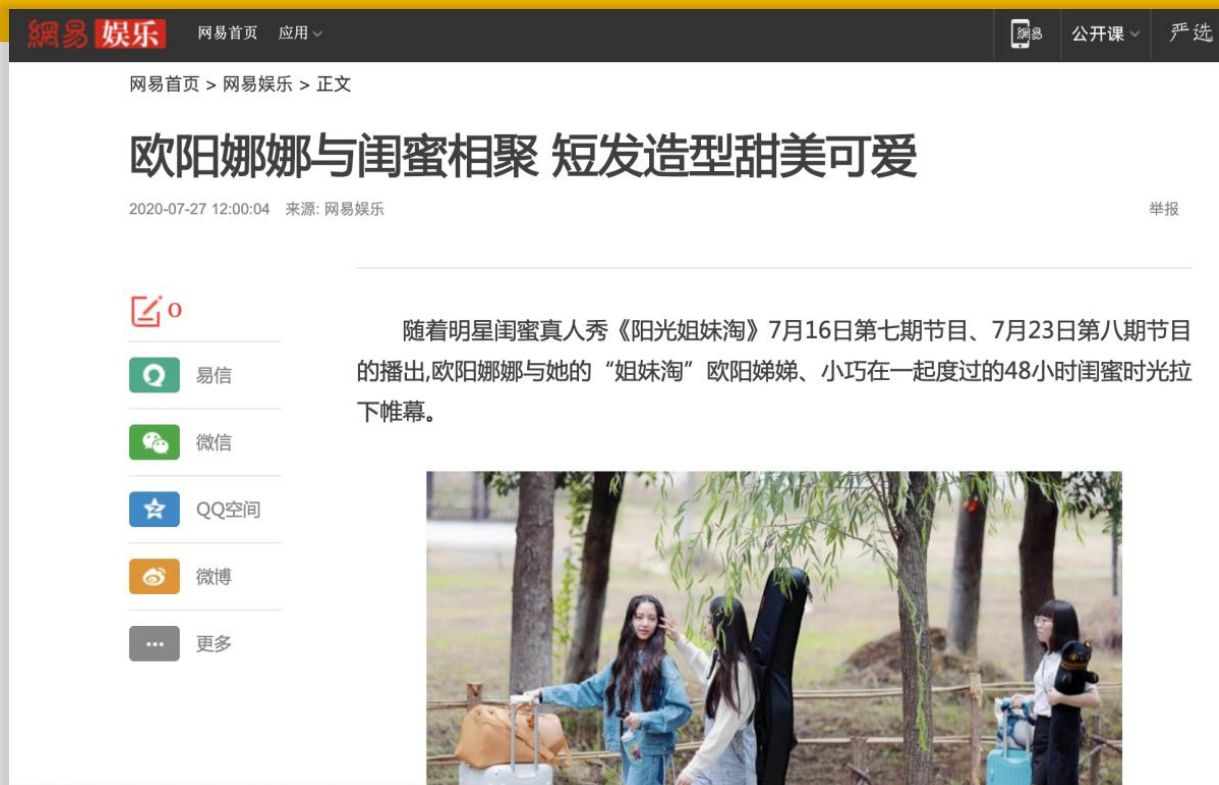 網易 娱乐 网易首页 应用 網易 公开课 严选
网易首页 > 网易娱乐 > 正文
欧阳娜娜与闺蜜相聚 短发造型甜美可爱
2020-07-27 12:00:04 来源: 网易娱乐 举报
0
随着明星闺蜜真人秀《阳光姐妹淘》7月16日第七期节目、7月23日第八期节目
的播出,欧阳娜娜与她的“姐妹淘”欧阳娣娣、小巧在一起度过的48小时闺蜜时光拉
下帷幕。
易信
微信
QQ空间
微博
更多